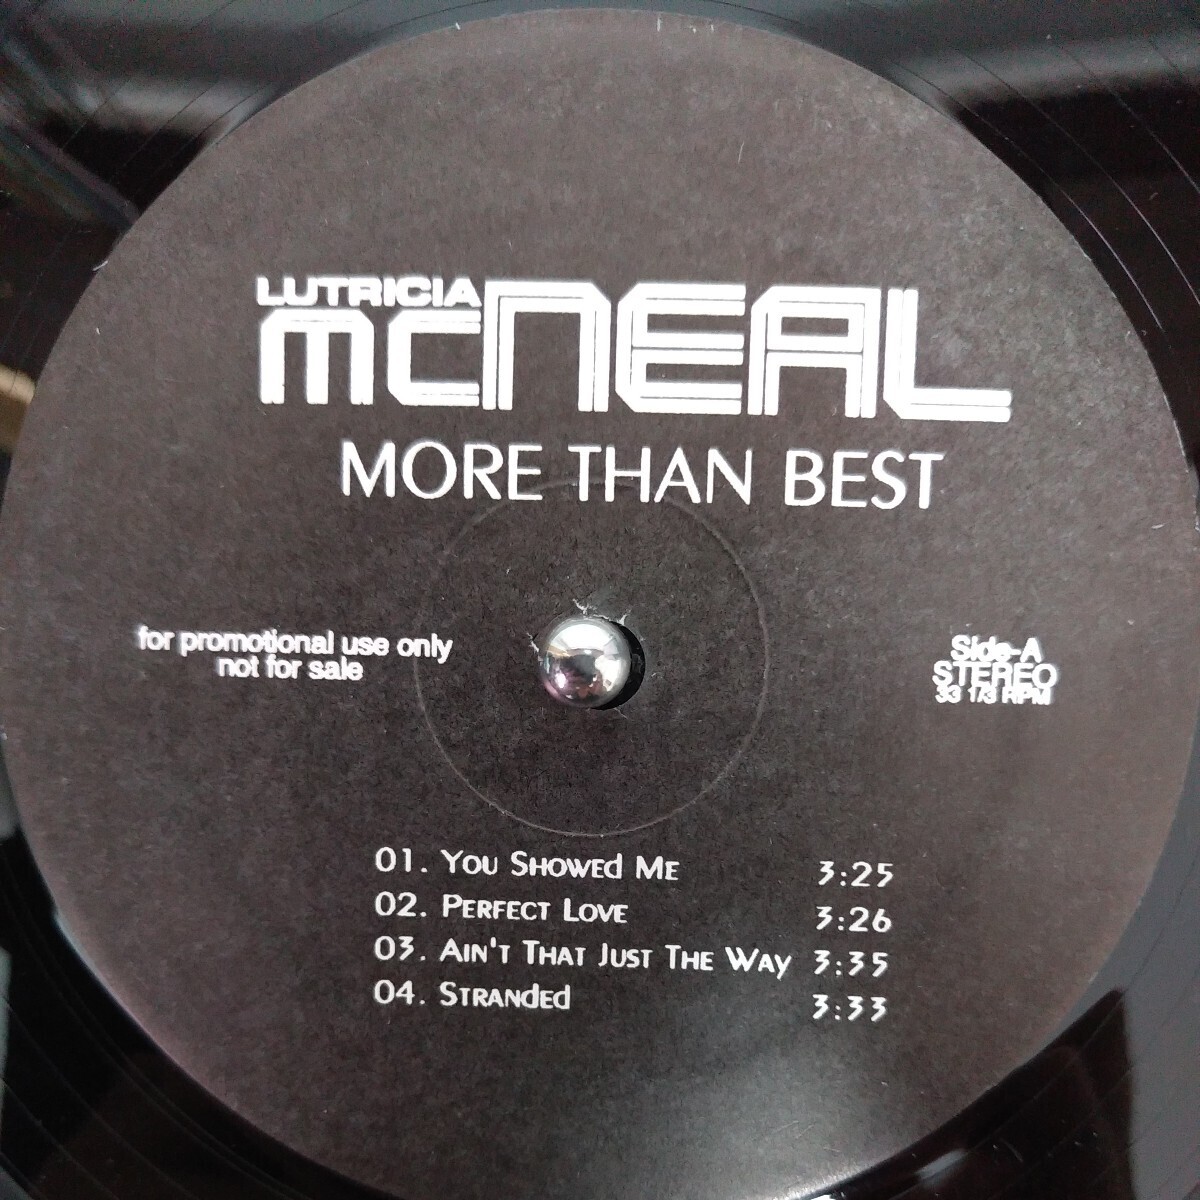 LUTRICIA
mcNEAL
MORE THAN BEST
for promotional use only
not for sale
Side-A
STEREO
33 1/3 RPM
01. You Showed Me 3:25
02. Perfect Love 3:26
03. Ain't That Just The Way 3:35
04. Stranded 3:33